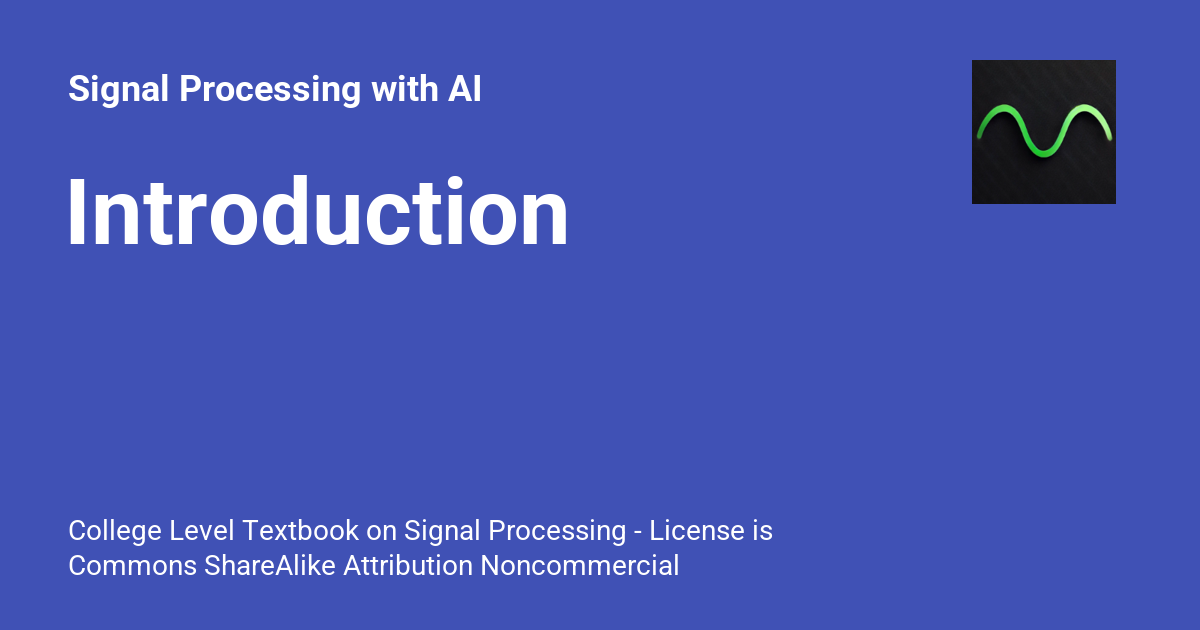 Signal Processing with AI
Introduction
College Level Textbook on Signal Processing - License is
Commons ShareAlike Attribution Noncommercial